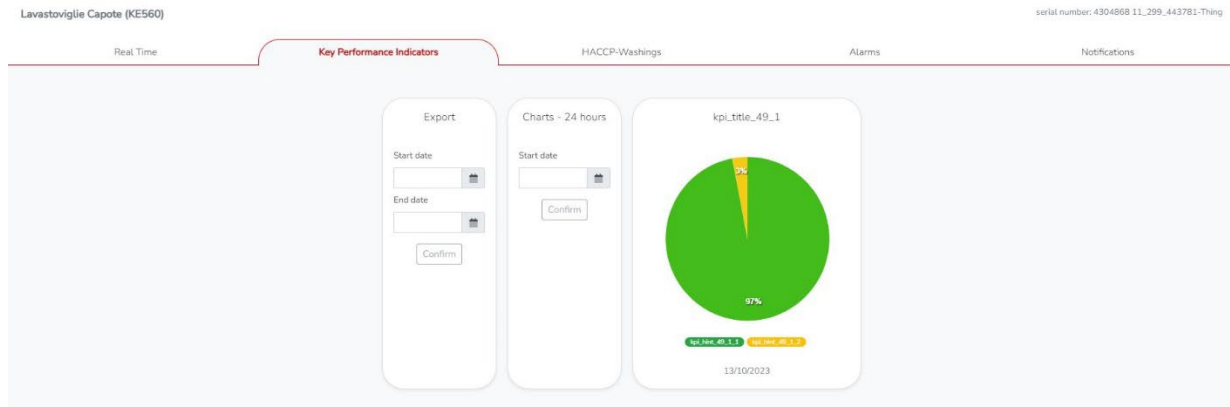 Lavastoviglie Capote (KE560)
serial number: 4304868 11_299_443781-Thing
Real Time
Key Performance Indicators
HACCP-Washings
Alarms
Notifications
Export
Start date
End date
Confirm
Charts - 24 hours
Start date
Confirm
kpi_title_49_1
3%
97%
kpi_hint_49_1_1
kpi_hint_49_1_2
13/10/2023